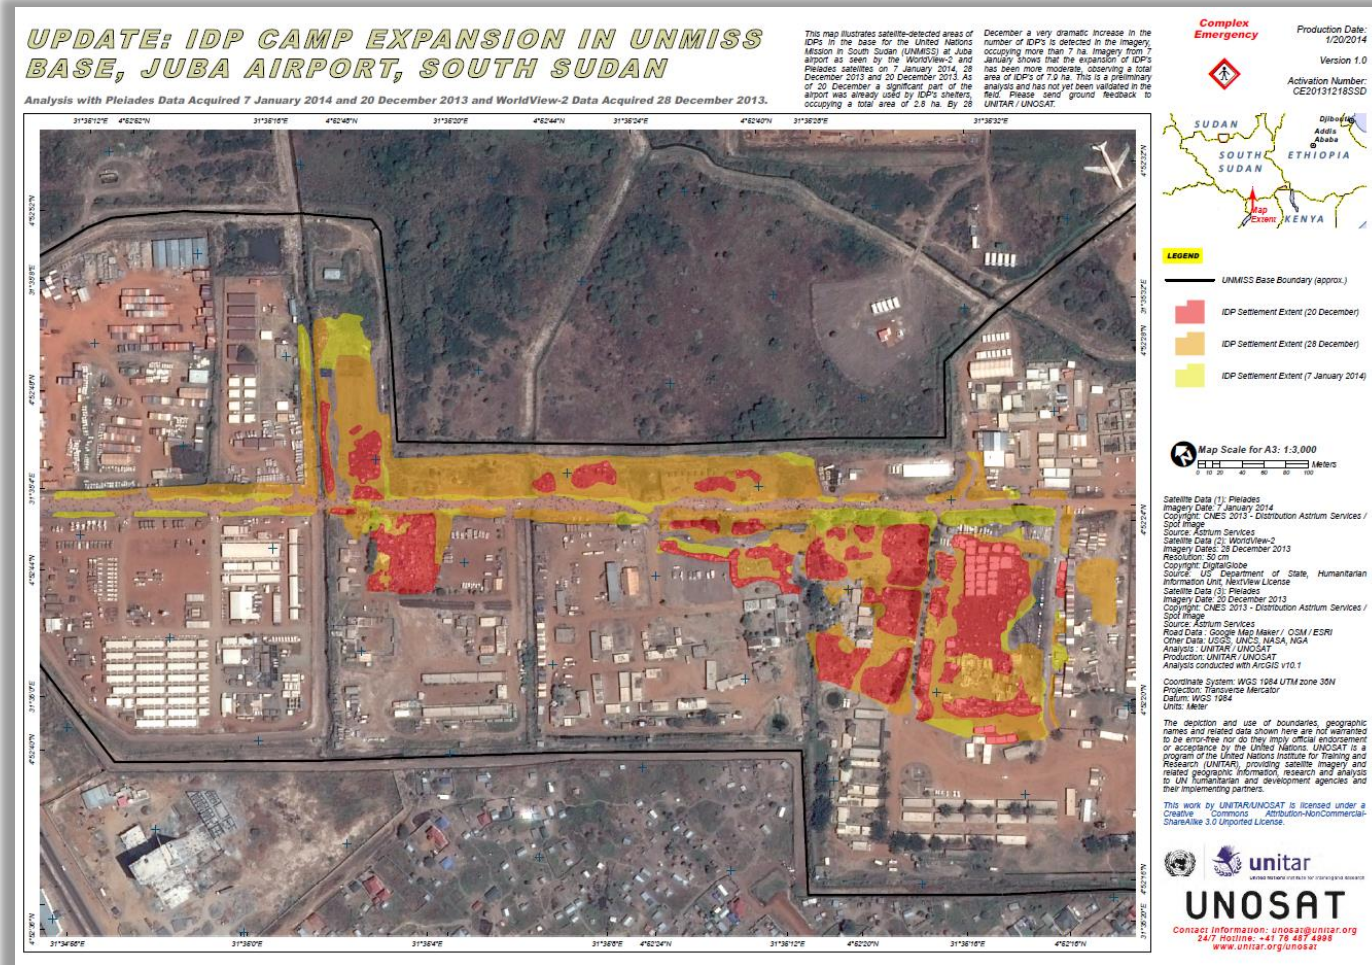 UPDATE: IDP CAMP EXPANSION IN UNMISS
BASE, JUBA AIRPORT, SOUTH SUDAN
Analysis with Pleiades Data Acquired 7 January 2014 and 20 December 2013 and WorldView-2 Data Acquired 28 December 2013.
This map illustrates satellite-detected areas of
IDPs in the base for the United Nations
Mission in South Sudan (UNMISS) at Juba
airport as seen by the WorldView-2 and
Pleiades satellites on 7 January 2014, 28
December 2013 and 20 December 2013. As
of 20 December a significant part of the
airport was already used by IDP's shelters,
occupying a total area of 2.8 ha. By 28
December a very dramatic increase in the
number of IDP's is detected in the imagery,
occupying more than 7 ha. Imagery from 7
January shows that the expansion of IDP's
has been more moderate, observing a total
area of IDP's of 7.9 ha. This is a preliminary
analysis and has not yet been validated in the
field. Please send ground feedback to
UNITAR / UNOSAT.
Complex
Emergency
Production Date:
1/20/2014
Version 1.0
Activation Number:
CE20131218SSD
SUDAN
Djibouti
Addis
Ababa
SOUTH
SUDAN
ETHIOPIA
Map
Extent
KENYA
LEGEND
UNMISS Base Boundary (approx.)
IDP Settlement Extent (20 December)
IDP Settlement Extent (28 December)
IDP Settlement Extent (7 January 2014)
Map Scale for A3: 1:3,000
Meters
0 10 20 40 60 80 100
Satellite Data (1): Pleiades
Imagery Date: 7 January 2014
Copyright: CNES 2013 - Distribution Astrium Services /
Spot Image
Source: Astrium Services
Satellite Data (2): WorldView-2
Imagery Dates: 28 December 2013
Resolution: 50 cm
Copyright: DigitalGlobe
Source: US Department of State, Humanitarian
Information Unit, NextView License
Satellite Data (3): Pleiades
Imagery Date: 20 December 2013
Copyright: CNES 2013 - Distribution Astrium Services /
Spot Image
Source: Astrium Services
Road Data : Google Map Maker / OSM / ESRI
Other Data: USGS, UNCS, NASA, NGA
Analysis : UNITAR / UNOSAT
Production: UNITAR / UNOSAT
Analysis conducted with ArcGIS v10.1
Coordinate System: WGS 1984 UTM zone 36N
Projection: Transverse Mercator
Datum: WGS 1984
Units: Meter
The depiction and use of boundaries, geographic
names and related data shown here are not warranted
to be error-free nor do they imply official endorsement
or acceptance by the United Nations. UNOSAT is a
program of the United Nations Institute for Training and
Research (UNITAR), providing satellite imagery and
related geographic information, research and analysis
to UN humanitarian and development agencies and
their implementing partners.
This work by UNITAR/UNOSAT is licensed under a
Creative Commons Attribution-NonCommercial-
ShareAlike 3.0 Unported License.
unitar
United Nations Institute for Training and Research
UNOSAT
Contact Information: unosat@unitar.org
24/7 Hotline: +41 76 487 4998
www.unitar.org/unosat